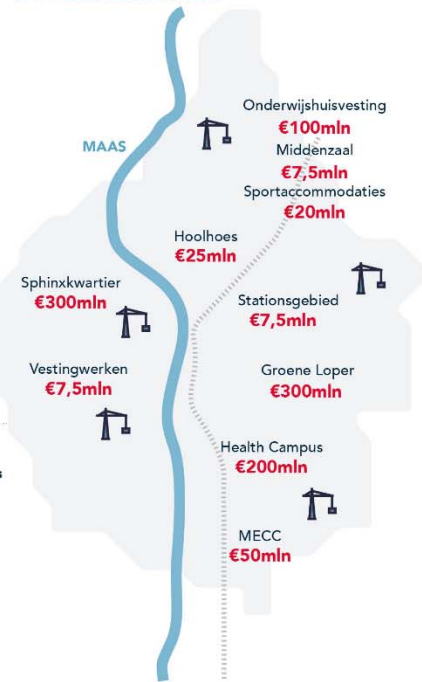 Onderwijshuisvesting
€100mln
MAAS
Middenzaal
€7,5mln
Sportaccommodaties
€20mln
Hoolhoes
€25mln
Sphinxkwartier
€300mln
Stationsgebied
€7,5mln
Vestingwerken
€7,5mln
Groene Loper
€300mln
Health Campus
€200mln
MECC
€50mln